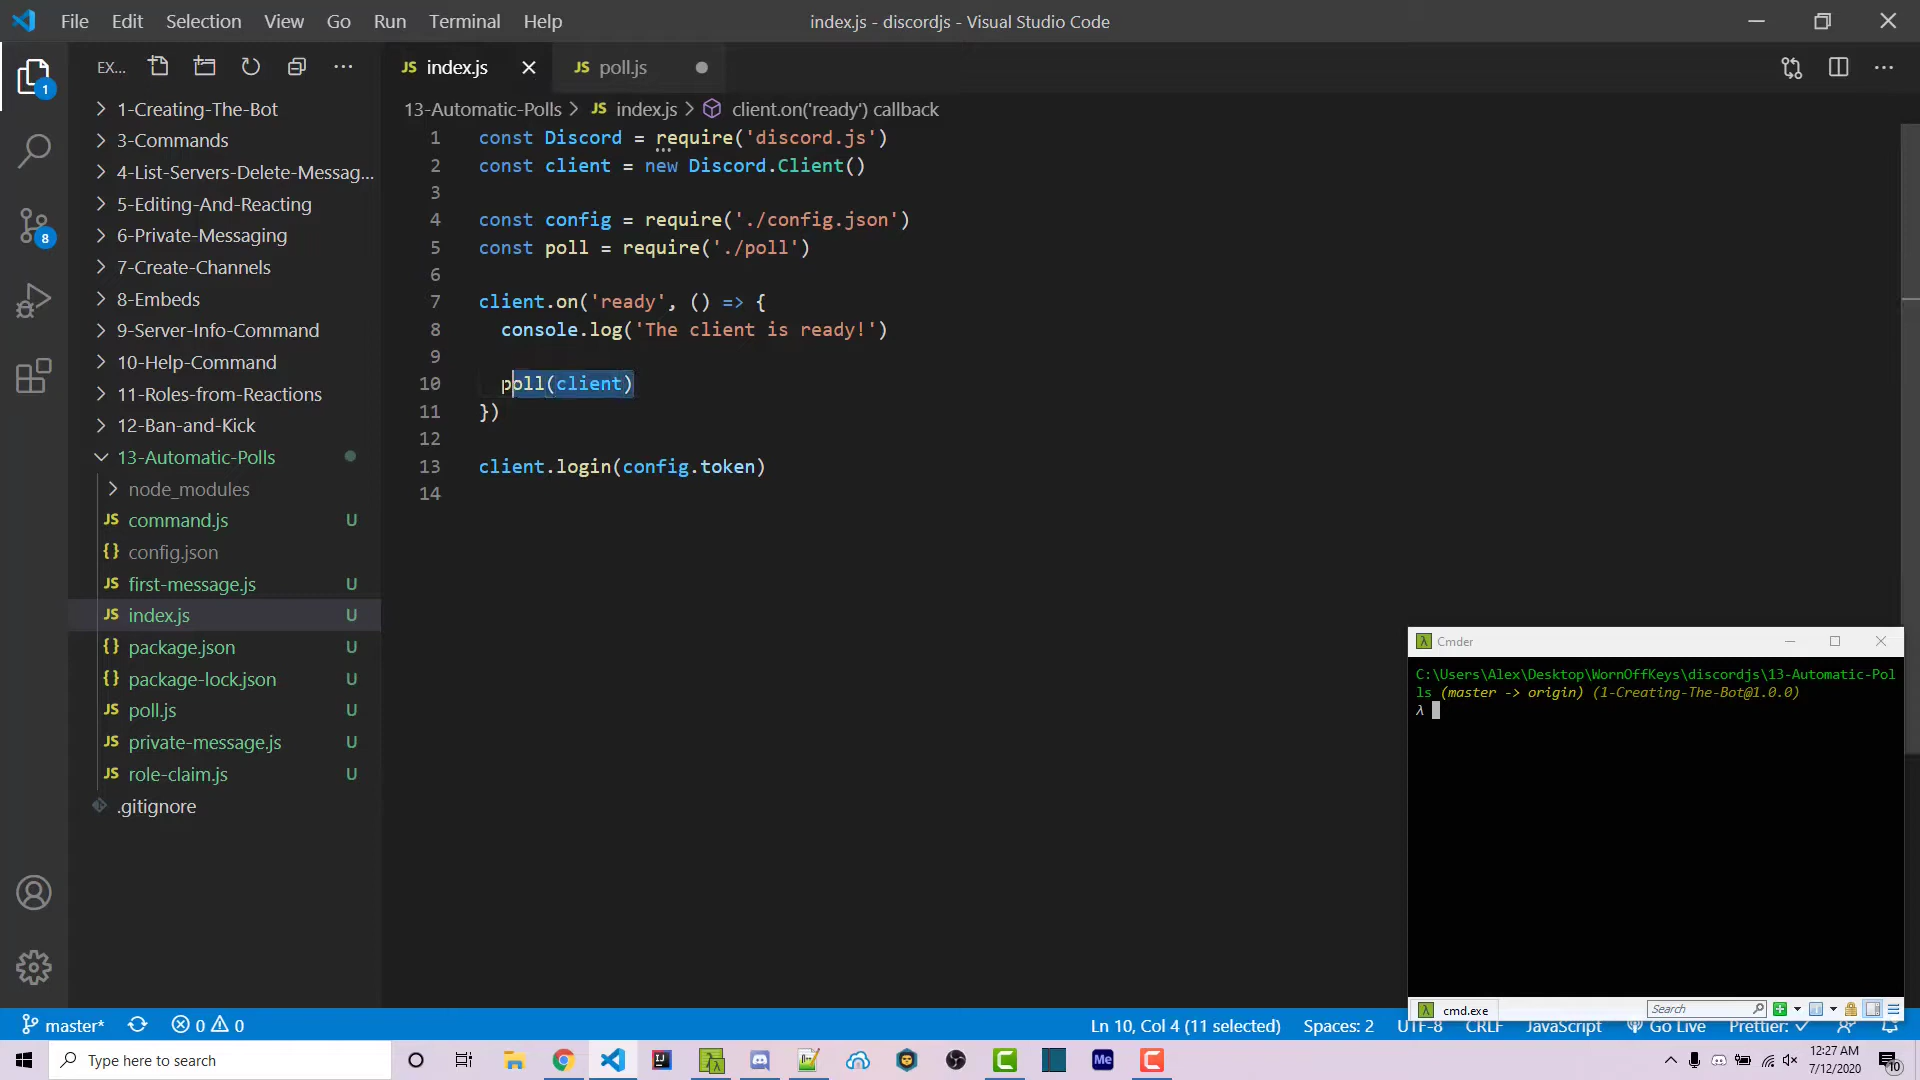 File Edit Selection View Go Run Terminal Help
index.js - discordjs - Visual Studio Code
EX...
JS index.js
JS poll.js
13-Automatic-Polls > JS index.js > client.on('ready') callback
1
8
1-Creating-The-Bot
3-Commands
4-List-Servers-Delete-Messag...
5-Editing-And-Reacting
6-Private-Messaging
7-Create-Channels
8-Embeds
9-Server-Info-Command
10-Help-Command
11-Roles-from-Reactions
12-Ban-and-Kick
13-Automatic-Polls
node_modules
JS command.js U
{} config.json
JS first-message.js U
JS index.js U
{} package.json U
{} package-lock.json U
JS poll.js U
JS private-message.js U
JS role-claim.js U
.gitignore
1 const Discord = require('discord.js')
2 const client = new Discord.Client()
3
4 const config = require('./config.json')
5 const poll = require('./poll')
6
7 client.on('ready', () => {
8 console.log('The client is ready!')
9
10 poll(client)
11 })
12
13 client.login(config.token)
14
Cmder
C:\Users\Alex\Desktop\WornOffKeys\discordjs\13-Automatic-Pol
ls (master -> origin) (1-Creating-The-Bot@1.0.0)
λ
cmd.exe
Search
master* 0 0
Ln 10, Col 4 (11 selected) Spaces: 2 UTF-8 CRLF JavaScript Go Live Prettier: ✓
Type here to search
Me
12:27 AM
7/12/2020
10